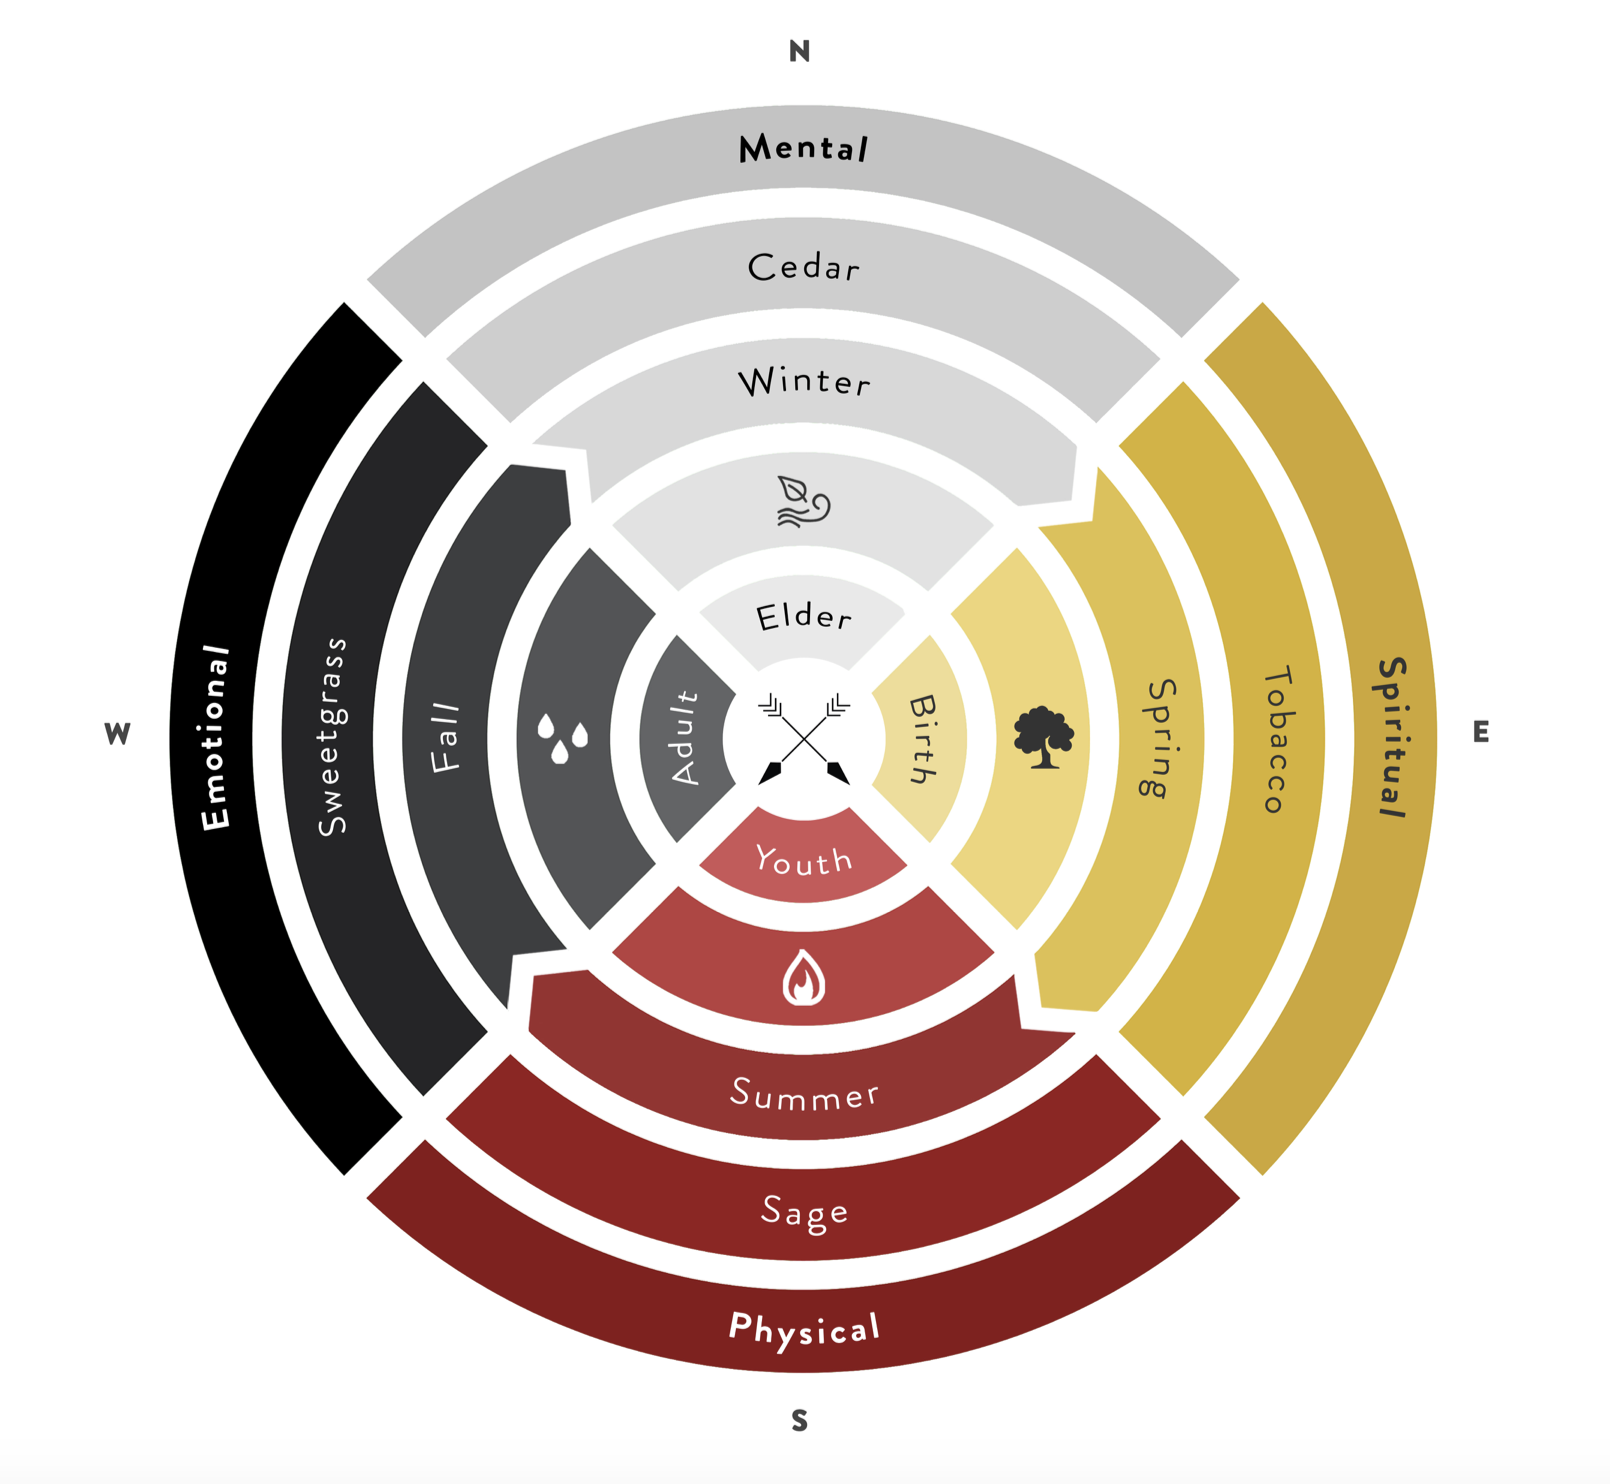 N
Mental
Cedar
Winter
Elder
W
Emotional
Sweetgrass
Fall
Adult
Birth
Spring
Tobacco
Spiritual
E
Youth
Summer
Sage
Physical
S